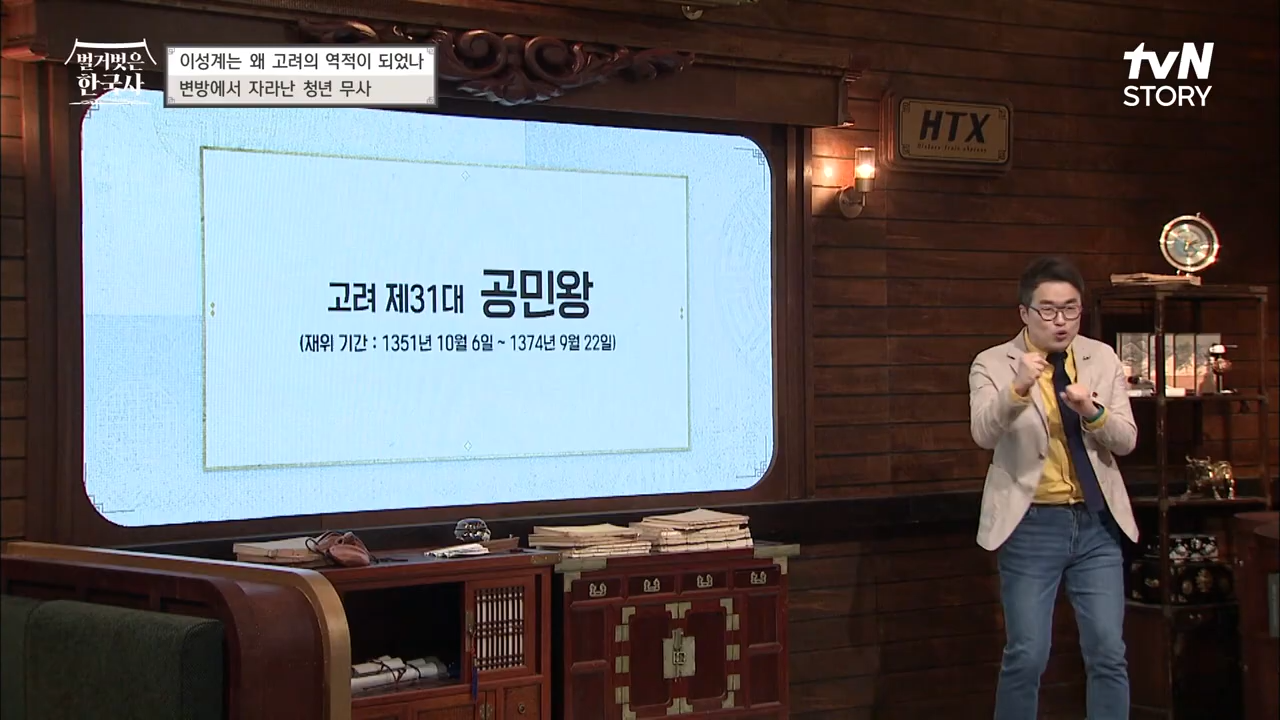 벌거벗은
한국사
이성계는 왜 고려의 역적이 되었나
변방에서 자라난 청년 무사
tvN
STORY
HTX
고려 제31대 공민왕
(재위 기간 : 1351년 10월 6일 ~ 1374년 9월 22일)